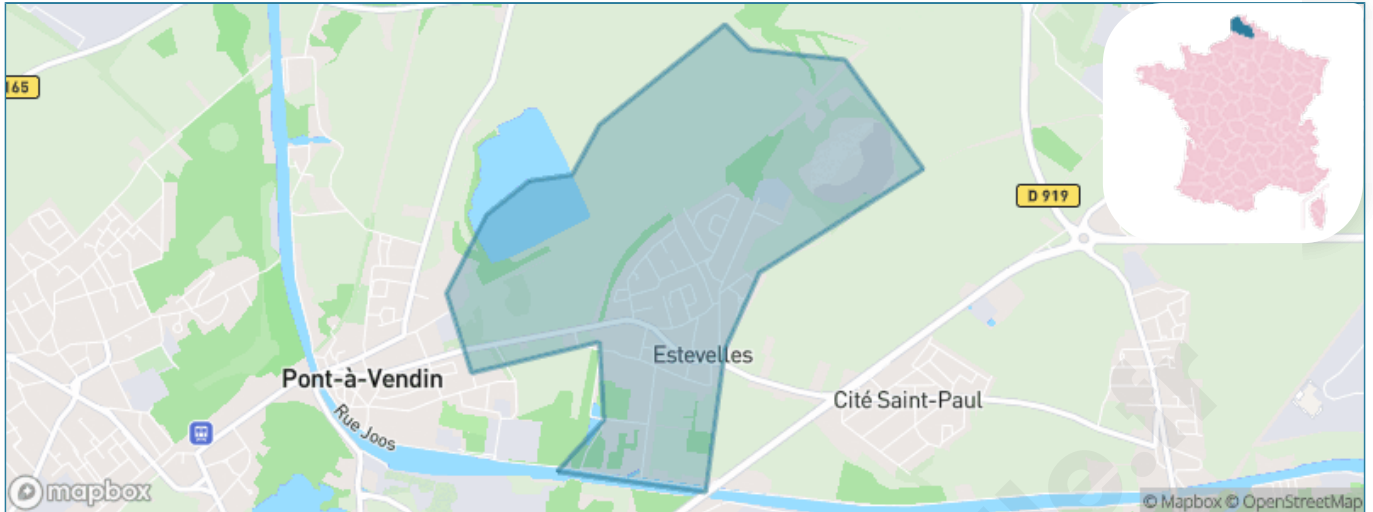 165
D 919
Estevelles
Pont-à-Vendin
Cité Saint-Paul
Rue Joos
mapbox
© Mapbox © OpenStreetMap